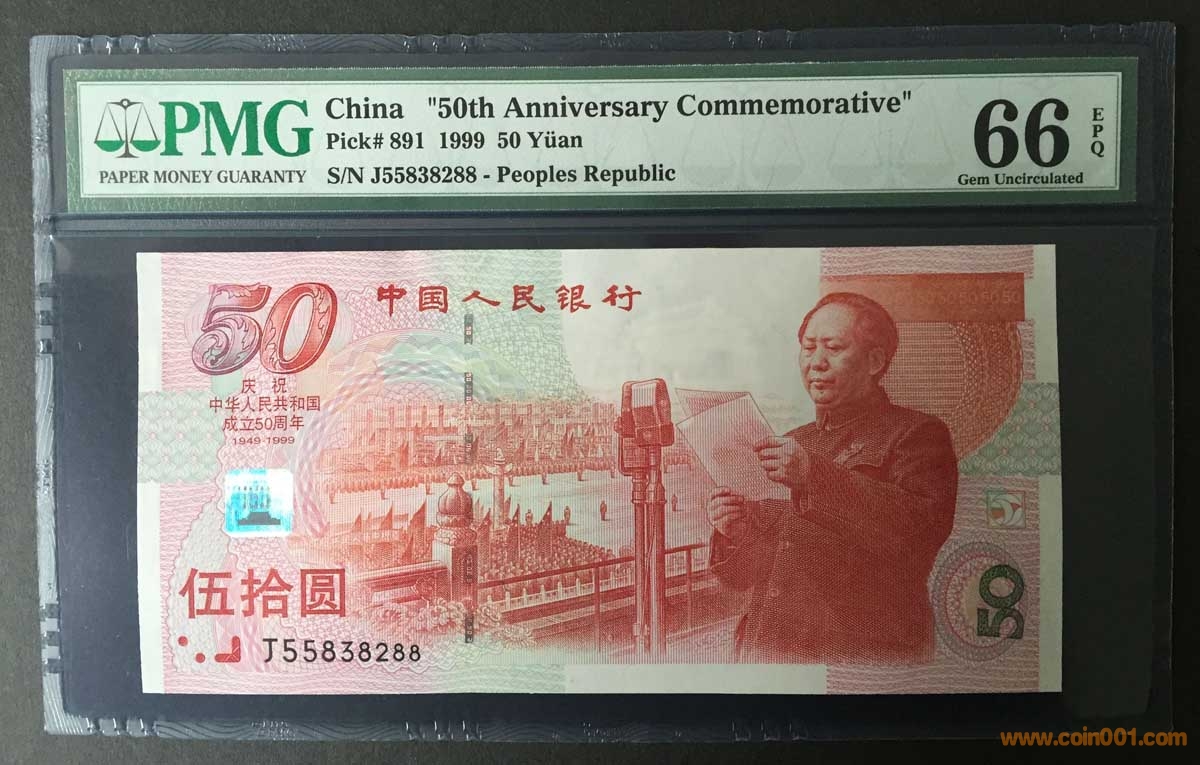 PMG
PAPER MONEY GUARANTY
China "50th Anniversary Commemorative"
Pick# 891 1999 50 Yüan
S/N J55838288 - Peoples Republic
66
EPQ
Gem Uncirculated
50
中国人民银行
庆祝
中华人民共和国
成立50周年
1949-1999
伍拾圆
J55838288
50
www.coin001.com